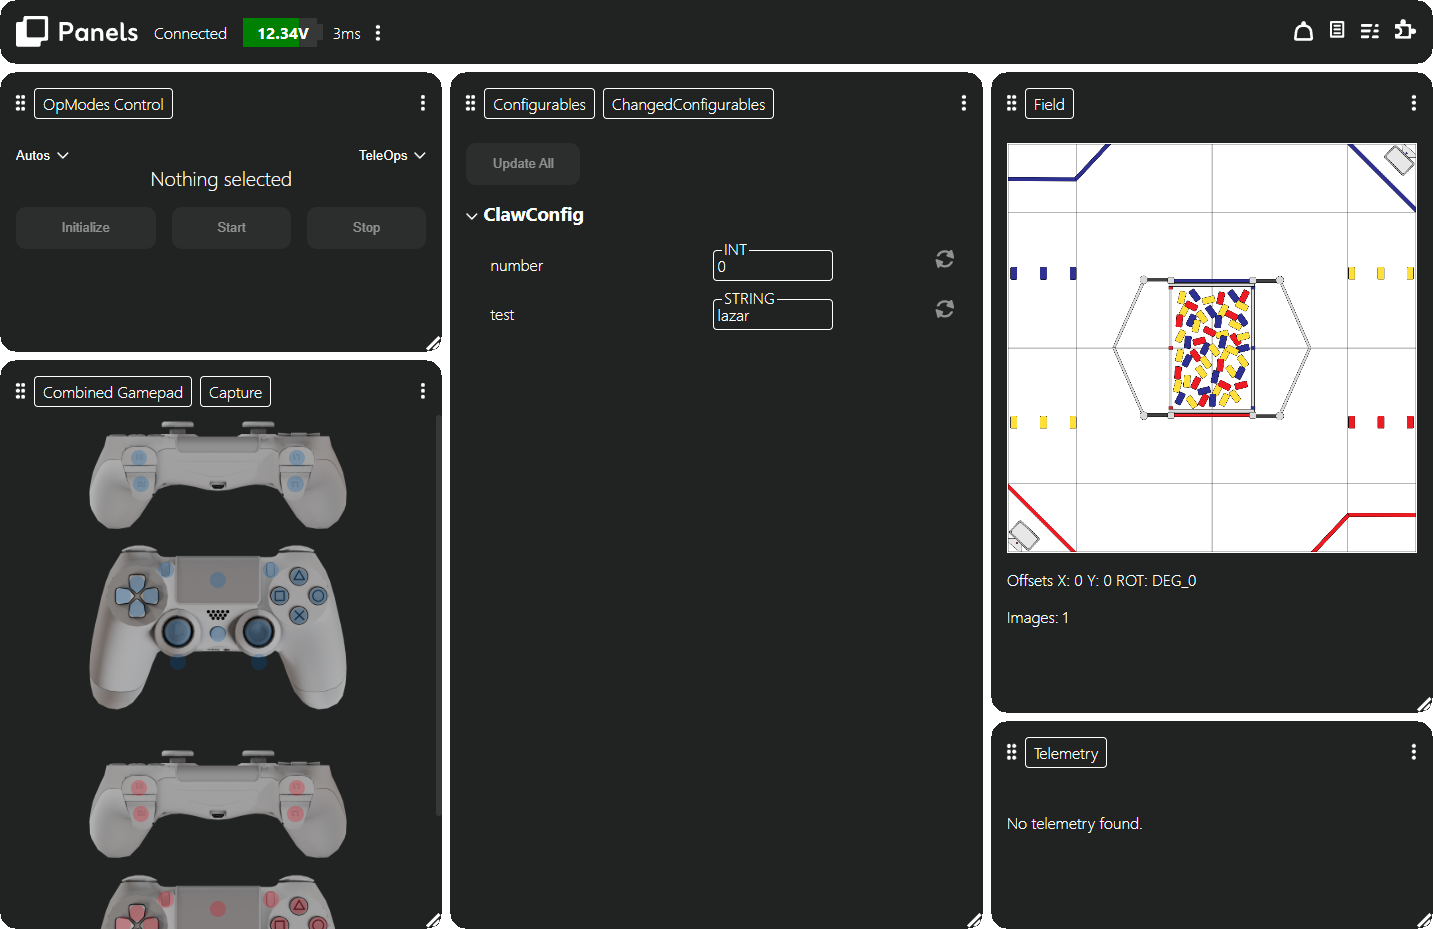 Panels Connected 12.34V 3ms
OpModes Control
Autos TeleOps
Nothing selected
Initialize Start Stop
Combined Gamepad Capture
Configurables ChangedConfigurables
Update All
ClawConfig
number INT 0
test STRING lazar
Field
Offsets X: 0 Y: 0 ROT: DEG_0
Images: 1
Telemetry
No telemetry found.